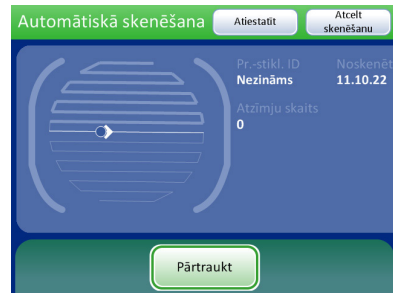 Automātiskā skenēšana
Atiestatīt
Atcelt
skenēšanu
Pr.-stikl. ID
Noskenēt
Nezināms
11.10.22
Atzīmju skaits
0
Pārtraukt